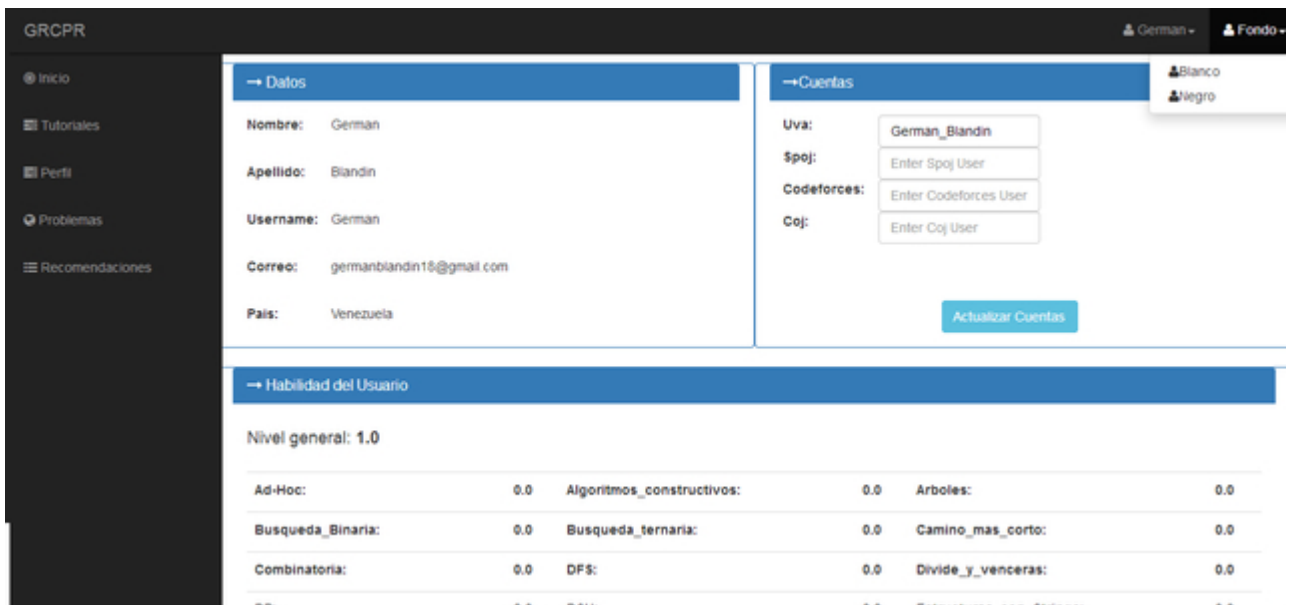 GRCPR
German
Fondo
Blanco
Negro
Inicio
Tutoriales
Perfil
Problemas
Recomendaciones
→ Datos
Nombre: German
Apellido: Blandin
Username: German
Correo: germanblandin18@gmail.com
Pais: Venezuela
→Cuentas
Uva: German_Blandin
Spoj: Enter Spoj User
Codeforces: Enter Codeforces User
Coj: Enter Coj User
Actualizar Cuentas
→ Habilidad del Usuario
Nivel general: 1.0
Ad-Hoc: 0.0 Algoritmos_constructivos: 0.0 Arboles: 0.0
Busqueda_Binaria: 0.0 Busqueda_ternaria: 0.0 Camino_mas_corto: 0.0
Combinatoria: 0.0 DFS: 0.0 Divide_y_venceras: 0.0